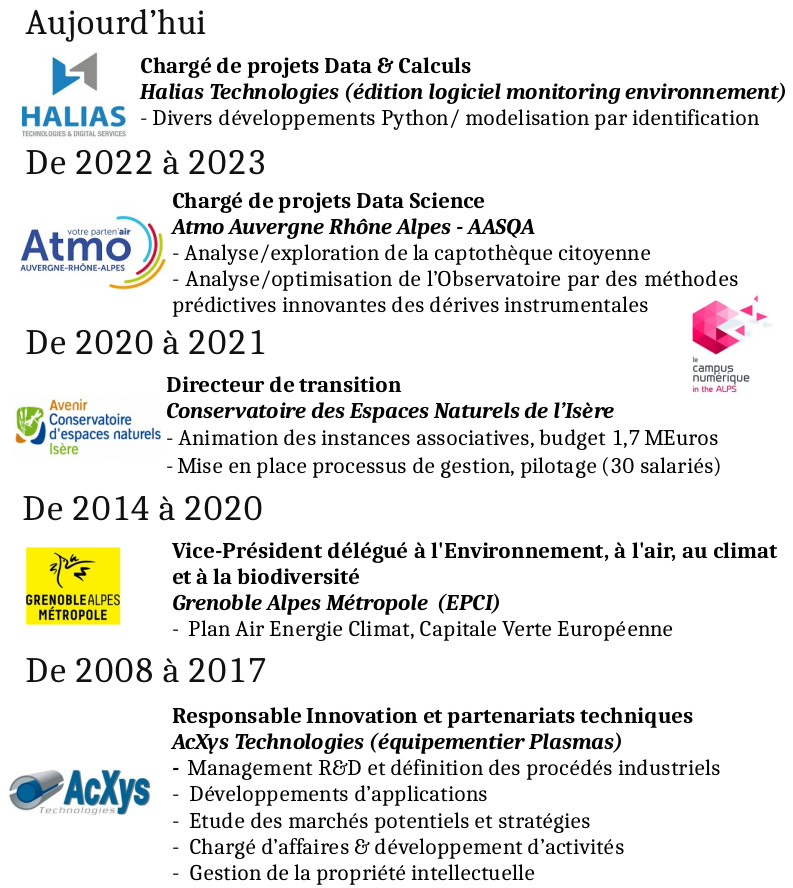 Aujourd’hui
HALIAS
TECHNOLOGIES & DIGITAL SERVICES
Chargé de projets Data & Calculs
Halias Technologies (édition logiciel monitoring environnement)
- Divers développements Python/ modelisation par identification
De 2022 à 2023
votre parten'air
Atmo
AUVERGNE-RHÔNE-ALPES
Chargé de projets Data Science
Atmo Auvergne Rhône Alpes - AASQA
- Analyse/exploration de la captothèque citoyenne
- Analyse/optimisation de l’Observatoire par des méthodes
prédictives innovantes des dérives instrumentales
le
campus
numérique
in the ALPS
De 2020 à 2021
Avenir
Conservatoire
d'espaces naturels
Isère
Directeur de transition
Conservatoire des Espaces Naturels de l’Isère
- Animation des instances associatives, budget 1,7 MEuros
- Mise en place processus de gestion, pilotage (30 salariés)
De 2014 à 2020
GRENOBLEALPES
MÉTROPOLE
Vice-Président délégué à l'Environnement, à l'air, au climat
et à la biodiversité
Grenoble Alpes Métropole (EPCI)
- Plan Air Energie Climat, Capitale Verte Européenne
De 2008 à 2017
AcXys
Technologies
Responsable Innovation et partenariats techniques
AcXys Technologies (équipementier Plasmas)
- Management R&D et définition des procédés industriels
- Développements d’applications
- Etude des marchés potentiels et stratégies
- Chargé d’affaires & développement d’activités
- Gestion de la propriété intellectuelle